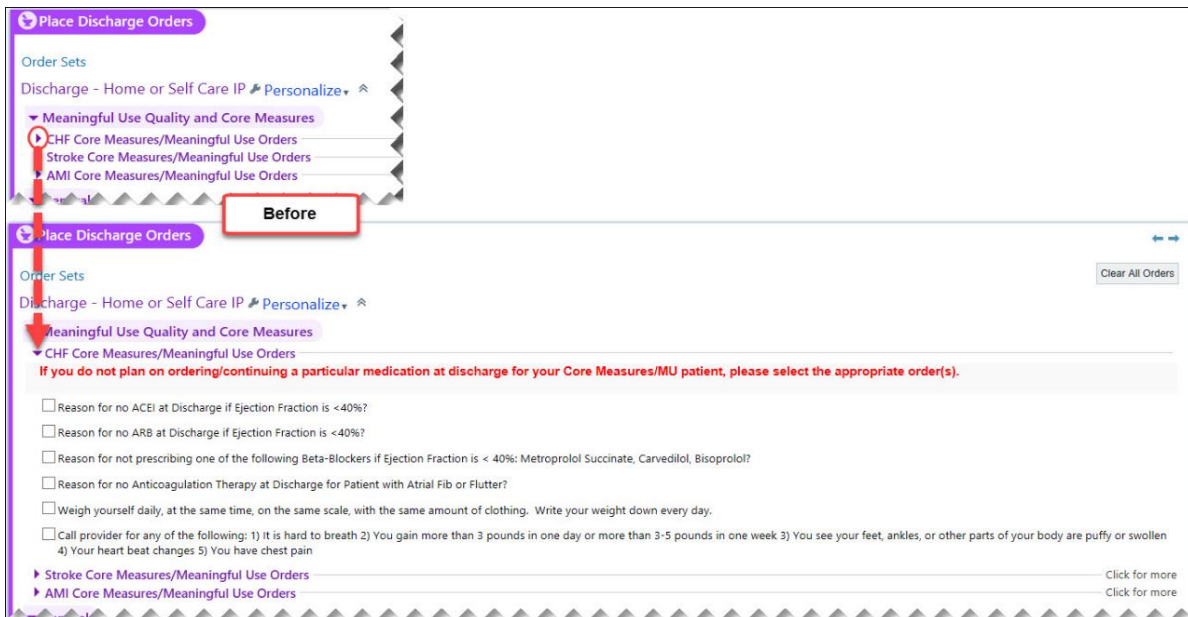 Place Discharge Orders
Order Sets
Discharge - Home or Self Care IP Personalize
Meaningful Use Quality and Core Measures
CHF Core Measures/Meaningful Use Orders
Stroke Core Measures/Meaningful Use Orders
AMI Core Measures/Meaningful Use Orders
Before
Place Discharge Orders
Order Sets
Clear All Orders
Discharge - Home or Self Care IP Personalize
Meaningful Use Quality and Core Measures
CHF Core Measures/Meaningful Use Orders
If you do not plan on ordering/continuing a particular medication at discharge for your Core Measures/MU patient, please select the appropriate order(s).
Reason for no ACEI at Discharge if Ejection Fraction is <40%?
Reason for no ARB at Discharge if Ejection Fraction is <40%?
Reason for not prescribing one of the following Beta-Blockers if Ejection Fraction is < 40%: Metroprolol Succinate, Carvedilol, Bisoprolol?
Reason for no Anticoagulation Therapy at Discharge for Patient with Atrial Fib or Flutter?
Weigh yourself daily, at the same time, on the same scale, with the same amount of clothing. Write your weight down every day.
Call provider for any of the following: 1) It is hard to breath 2) You gain more than 3 pounds in one day or more than 3-5 pounds in one week 3) You see your feet, ankles, or other parts of your body are puffy or swollen
4) Your heart beat changes 5) You have chest pain
Stroke Core Measures/Meaningful Use Orders Click for more
AMI Core Measures/Meaningful Use Orders Click for more